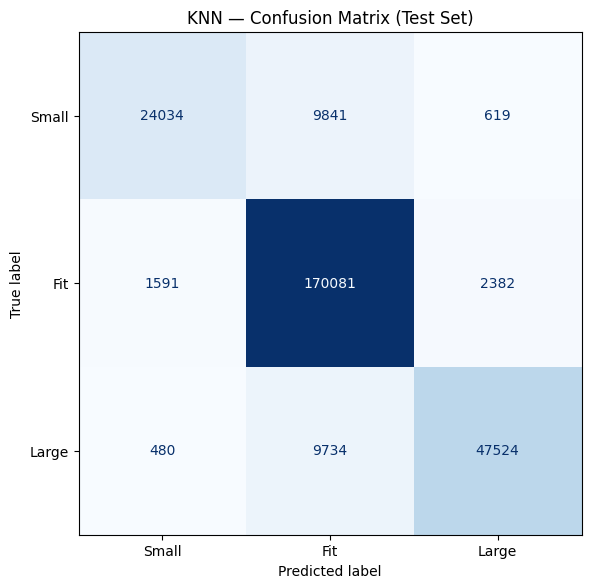 KNN — Confusion Matrix (Test Set)
Small 24034 9841 619
True label
Fit 1591 170081 2382
Large 480 9734 47524
Small Fit Large
Predicted label